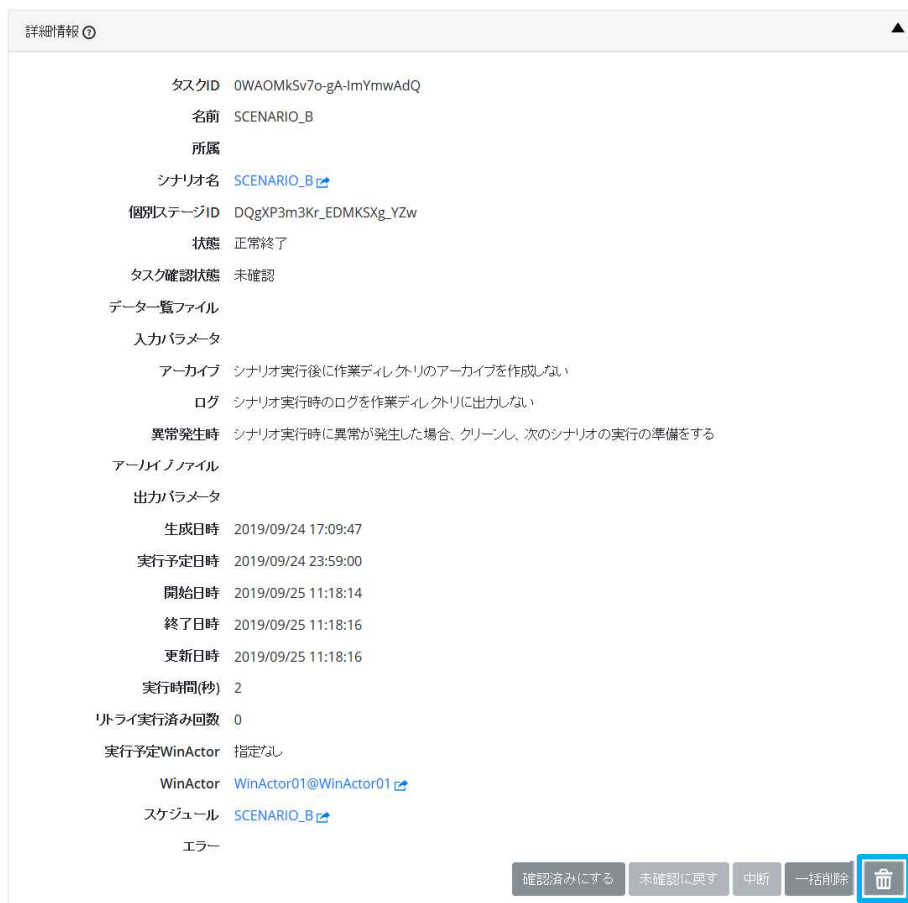 詳細情報 ?
タスクID 0WAOMkSv7o-gA-ImYmwAdQ
名前 SCENARIO_B
所属
シナリオ名 SCENARIO_B
個別ステージID DQgXP3m3Kr_EDMKSXg_YZw
状態 正常終了
タスク確認状態 未確認
データ一覧ファイル
入力パラメータ
アーカイブ シナリオ実行後に作業ディレクトリのアーカイブを作成しない
ログ シナリオ実行時のログを作業ディレクトリに出力しない
異常発生時 シナリオ実行時に異常が発生した場合、クリーンし、次のシナリオの実行の準備をする
アーカイブファイル
出力パラメータ
生成日時 2019/09/24 17:09:47
実行予定日時 2019/09/24 23:59:00
開始日時 2019/09/25 11:18:14
終了日時 2019/09/25 11:18:16
更新日時 2019/09/25 11:18:16
実行時間(秒) 2
リトライ実行済み回数 0
実行予定WinActor 指定なし
WinActor WinActor01@WinActor01
スケジュール SCENARIO_B
エラー
確認済みにする 未確認に戻す 中断 一括削除